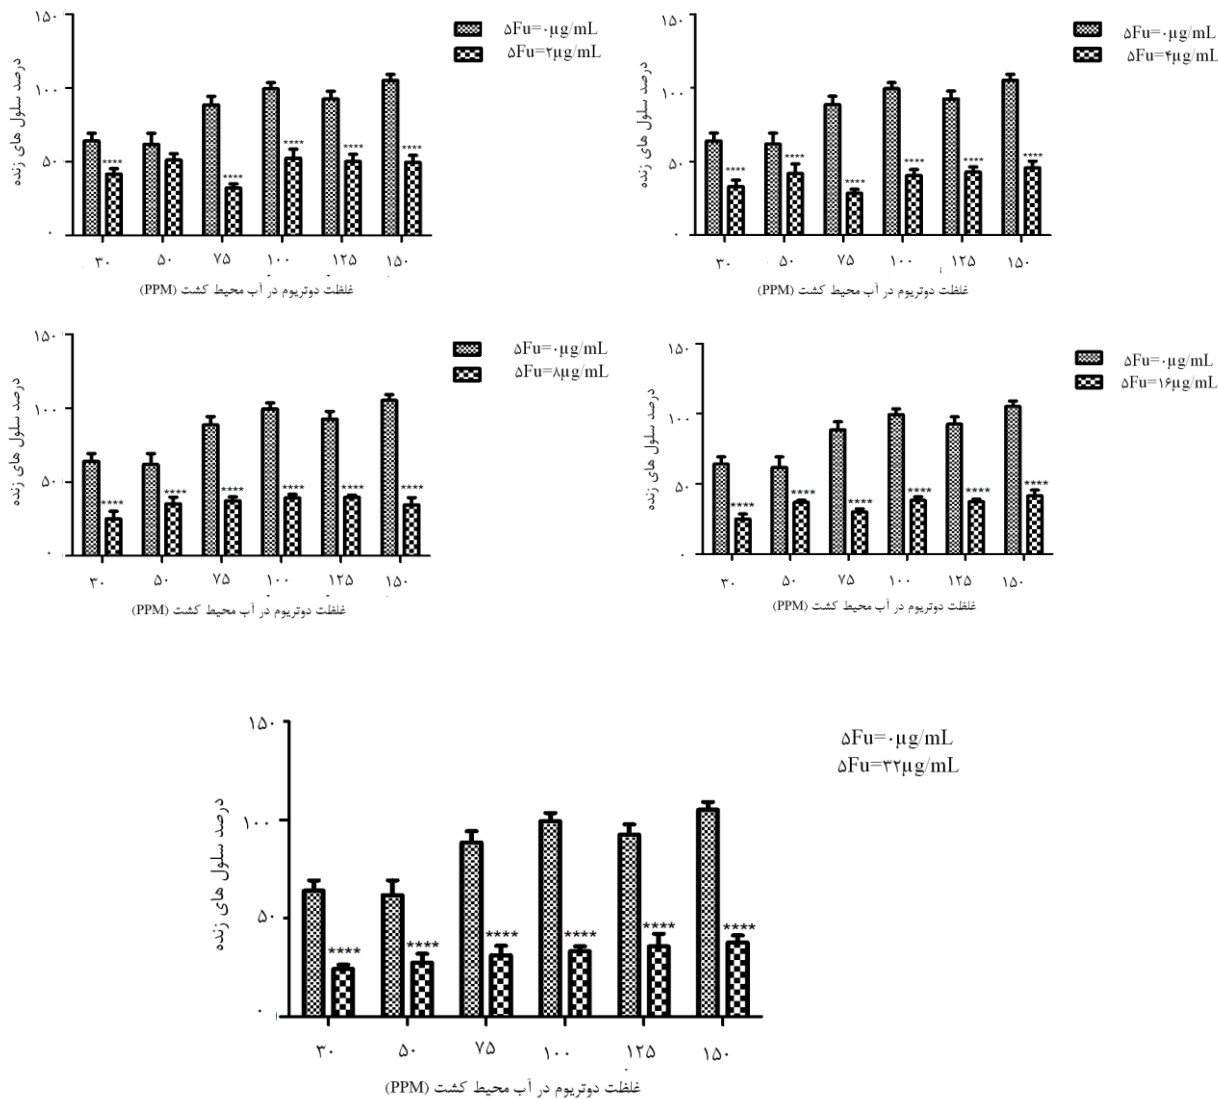 ۱۵۰
۱۰۰
۵۰
۰
درصد سلول های زنده
۵Fu=۰µg/mL
۵Fu=۲µg/mL
****
****
****
****
****
۳۰ ۵۰ ۷۵ ۱۰۰ ۱۲۵ ۱۵۰
غلظت دوتریوم در آب محیط کشت (PPM)
۱۵۰
۱۰۰
۵۰
۰
درصد سلول های زنده
۵Fu=۰µg/mL
۵Fu=۴µg/mL
****
****
****
****
****
****
۳۰ ۵۰ ۷۵ ۱۰۰ ۱۲۵ ۱۵۰
غلظت دوتریوم در آب محیط کشت (PPM)
۱۵۰
۱۰۰
۵۰
۰
درصد سلول های زنده
۵Fu=۰µg/mL
۵Fu=۸µg/mL
****
****
****
****
****
****
۳۰ ۵۰ ۷۵ ۱۰۰ ۱۲۵ ۱۵۰
غلظت دوتریوم در آب محیط کشت (PPM)
۱۵۰
۱۰۰
۵۰
۰
درصد سلول های زنده
۵Fu=۰µg/mL
۵Fu=۱۶µg/mL
****
****
****
****
****
****
۳۰ ۵۰ ۷۵ ۱۰۰ ۱۲۵ ۱۵۰
غلظت دوتریوم در آب محیط کشت (PPM)
۱۵۰
۱۰۰
۵۰
۰
درصد سلول های زنده
۵Fu=۰µg/mL
۵Fu=۳۲µg/mL
****
****
****
****
****
****
۳۰ ۵۰ ۷۵ ۱۰۰ ۱۲۵ ۱۵۰
غلظت دوتریوم در آب محیط کشت (PPM)